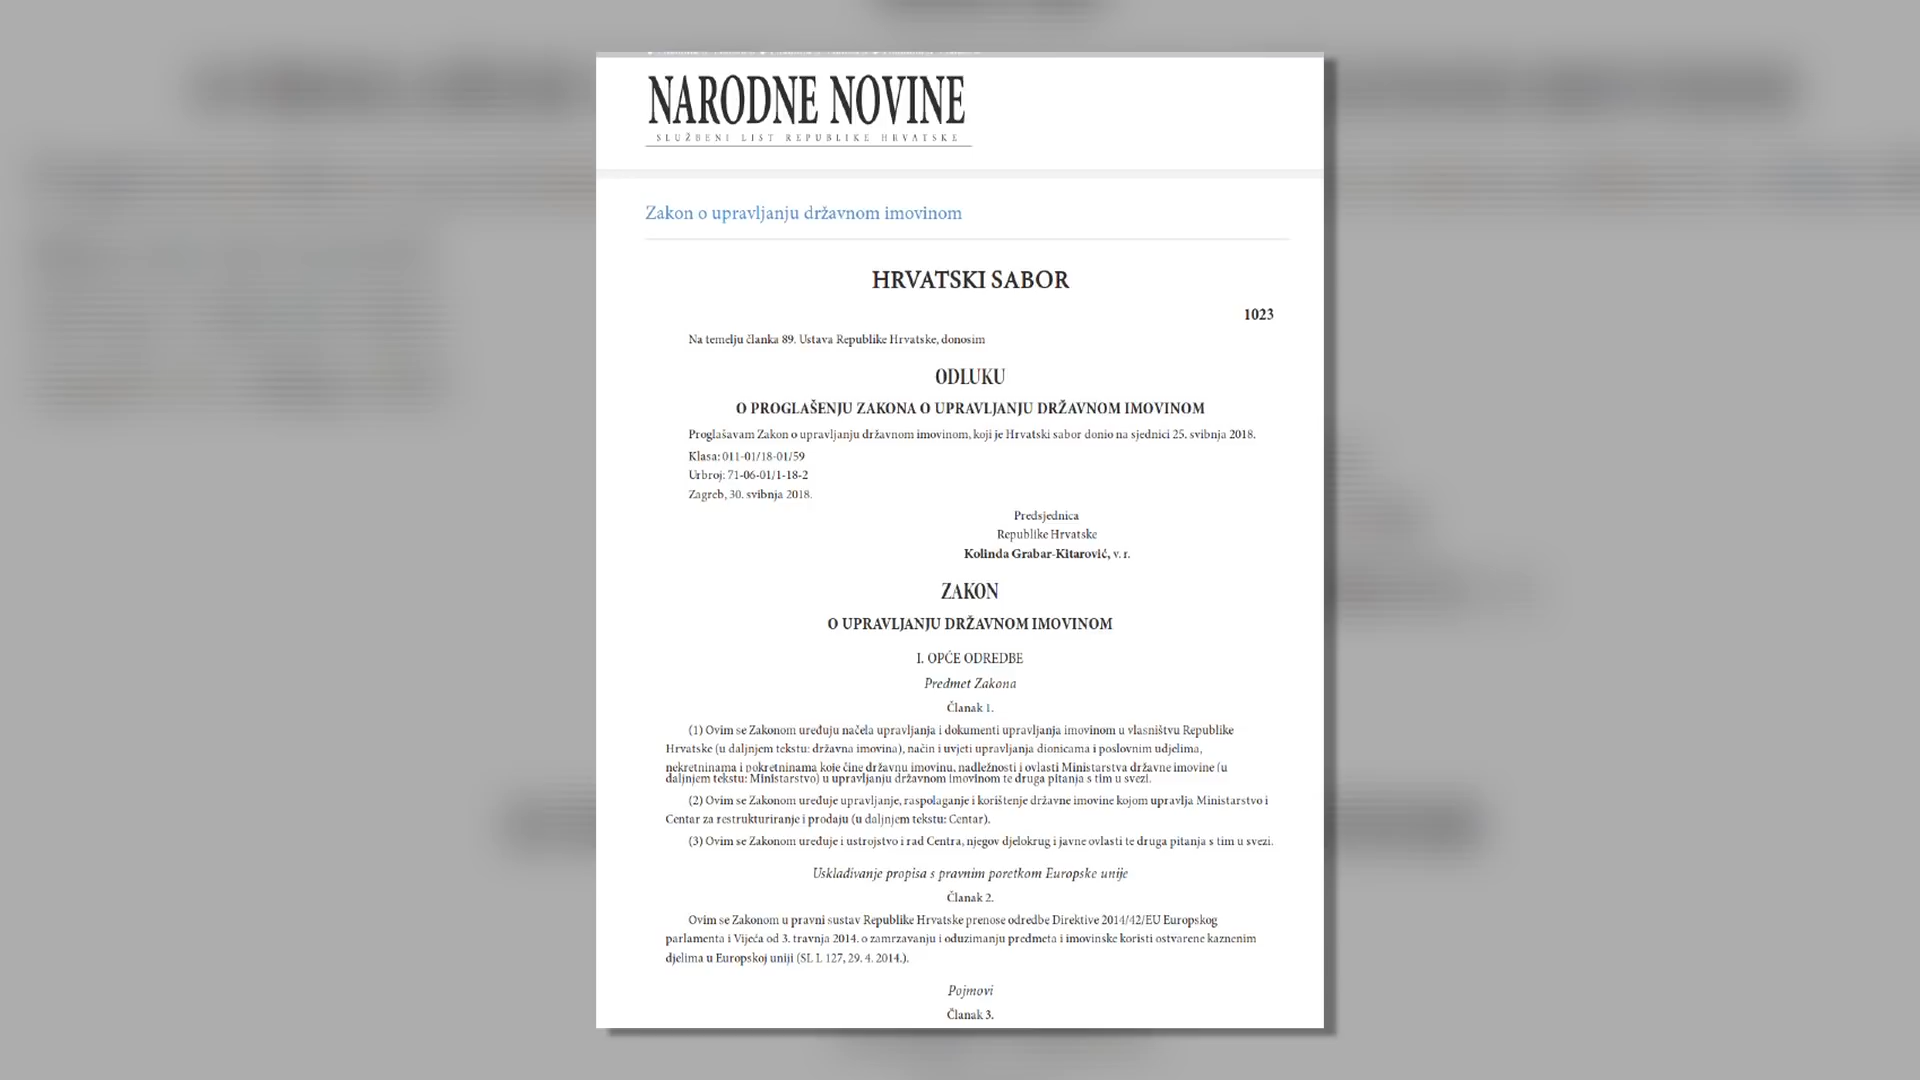 NARODNE NOVINE
SLUŽBENI LIST REPUBLIKE HRVATSKE
Zakon o upravljanju državnom imovinom
HRVATSKI SABOR
1023
Na temelju članka 89. Ustava Republike Hrvatske, donosim
ODLUKU
O PROGLAŠENJU ZAKONA O UPRAVLJANJU DRŽAVNOM IMOVINOM
Proglašavam Zakon o upravljanju državnom imovinom, koji je Hrvatski sabor donio na sjednici 25. svibnja 2018.
Klasa: 011-01/18-01/59
Urbroj: 71-06-01/1-18-2
Zagreb, 30. svibnja 2018.
Predsjednica
Republike Hrvatske
Kolinda Grabar-Kitarović, v. r.
ZAKON
O UPRAVLJANJU DRŽAVNOM IMOVINOM
I. OPĆE ODREDBE
Predmet Zakona
Članak 1.
(1) Ovim se Zakonom uređuju načela upravljanja i dokumenti upravljanja imovinom u vlasništvu Republike
Hrvatske (u daljnjem tekstu: državna imovina), način i uvjeti upravljanja dionicama i poslovnim udjelima,
nekretninama i pokretninama koje čine državnu imovinu, nadležnosti i ovlasti Ministarstva državne imovine (u
daljnjem tekstu: Ministarstvo) u upravljanju državnom imovinom te druga pitanja s tim u svezi.
(2) Ovim se Zakonom uređuje upravljanje, raspolaganje i korištenje državne imovine kojom upravlja Ministarstvo i
Centar za restrukturiranje i prodaju (u daljnjem tekstu: Centar).
(3) Ovim se Zakonom uređuje i ustrojstvo i rad Centra, njegov djelokrug i javne ovlasti te druga pitanja s tim u svezi.
Usklađivanje propisa s pravnim poretkom Europske unije
Članak 2.
Ovim se Zakonom u pravni sustav Republike Hrvatske prenose odredbe Direktive 2014/42/EU Europskog
parlamenta i Vijeća od 3. travnja 2014. o zamrzavanju i oduzimanju predmeta i imovinske koristi ostvarene kaznenim
djelima u Europskoj uniji (SL L 127, 29. 4. 2014.).
Pojmovi
Članak 3.